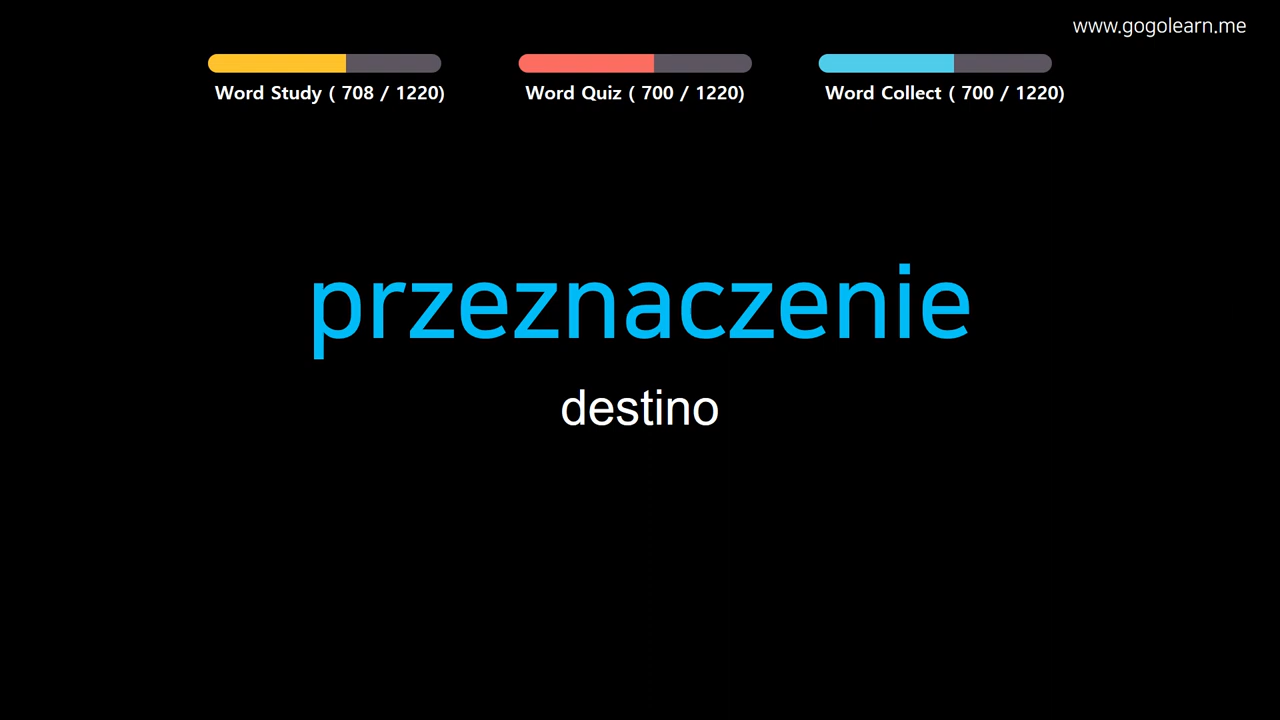 www.gogolearn.me
Word Study ( 708 / 1220)
Word Quiz ( 700 / 1220)
Word Collect ( 700 / 1220)
przeznaczenie
destino